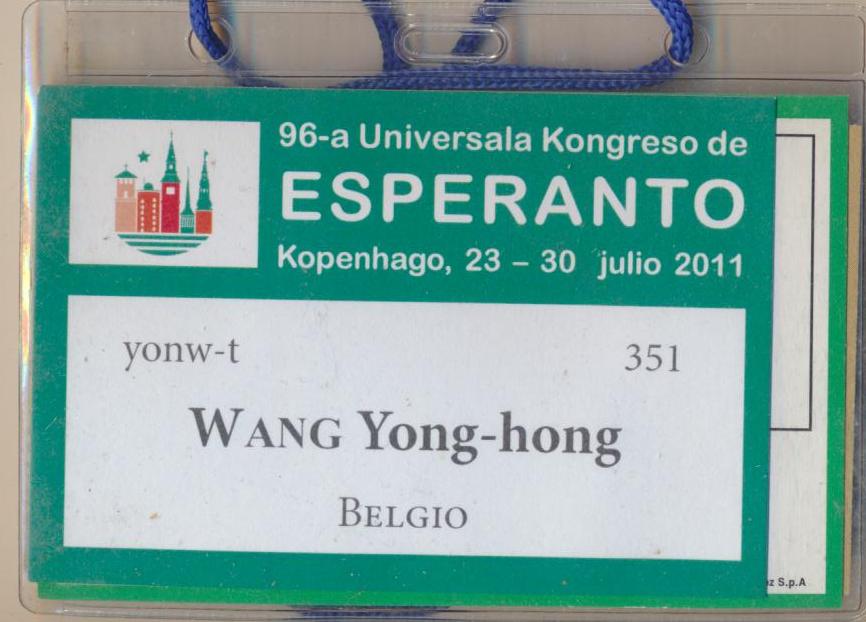 96-a Universala Kongreso de
ESPERANTO
Kopenhago, 23 – 30 julio 2011
yonw-t 351
WANG Yong-hong
BELGIO
S.p.A